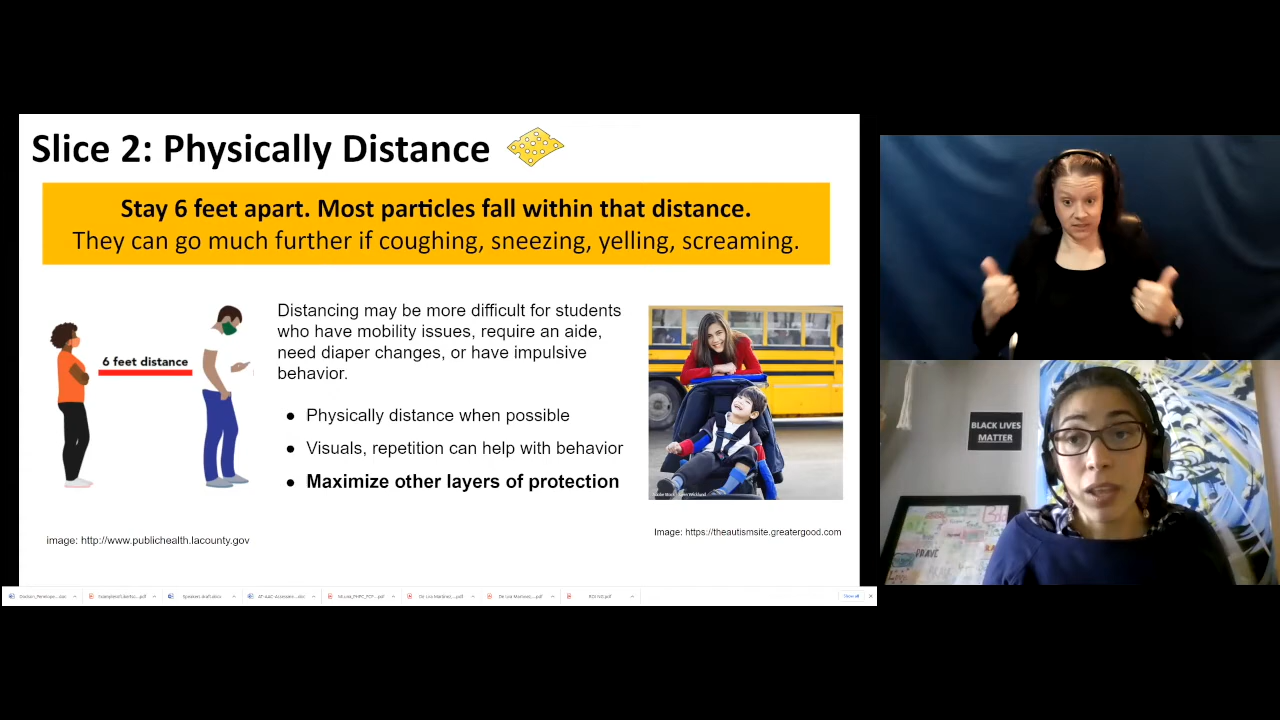 Slice 2: Physically Distance
Stay 6 feet apart. Most particles fall within that distance.
They can go much further if coughing, sneezing, yelling, screaming.
6 feet distance
Distancing may be more difficult for students
who have mobility issues, require an aide,
need diaper changes, or have impulsive
behavior.
● Physically distance when possible
● Visuals, repetition can help with behavior
● Maximize other layers of protection
image: http://www.publichealth.lacounty.gov
Image: https://theautismsite.greatergood.com
Show all
BLACK LIVES
MATTER
BRAVE